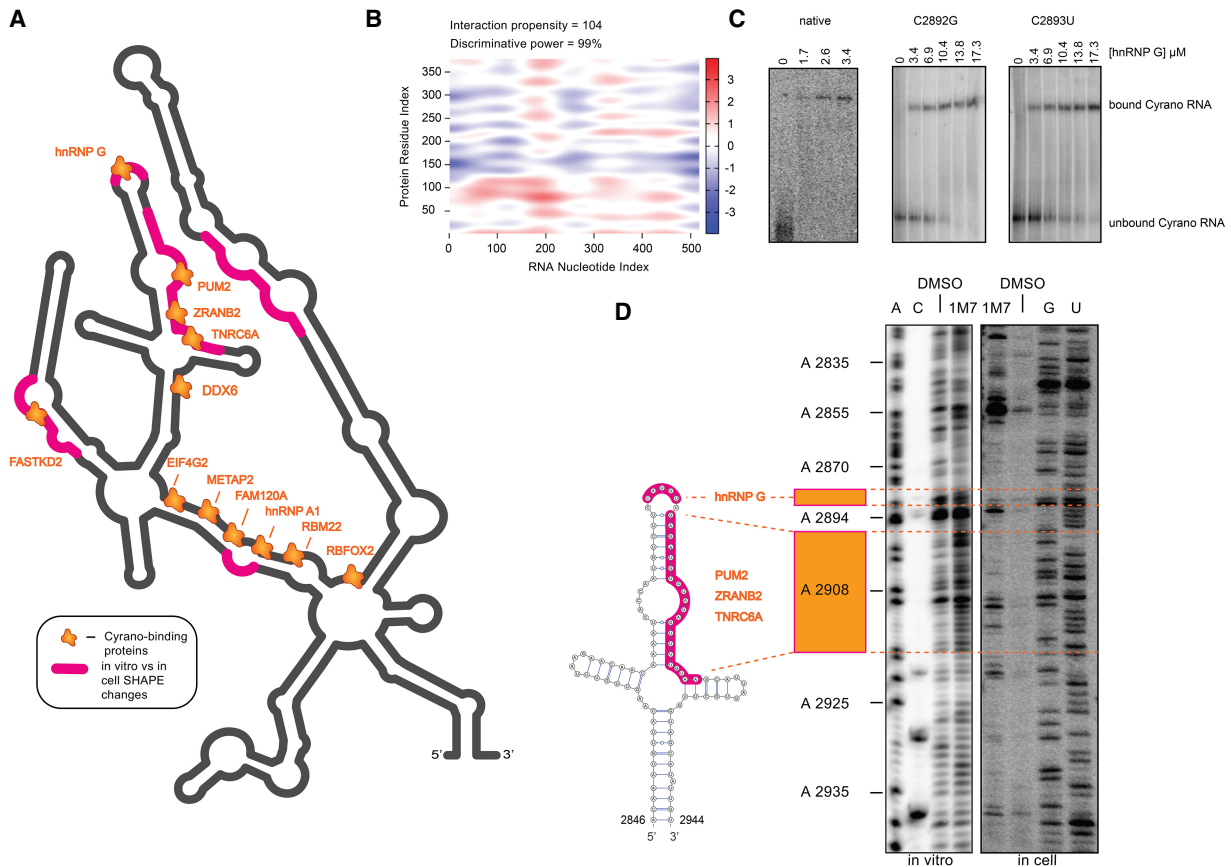 A
hnRNP G
PUM2
ZRANB2
TNRC6A
DDX6
FASTKD2
EIF4G2
METAP2
FAM120A
hnRNP A1
RBM22
RBFOX2
Cyrano-binding
proteins
in vitro vs in
cell SHAPE
changes
5' 3'
B
Interaction propensity = 104
Discriminative power = 99%
Protein Residue Index
350
300
250
200
150
100
50
0 100 200 300 400 500
RNA Nucleotide Index
3
2
1
0
-1
-2
-3
C
native C2892G C2893U
0 1.7 2.6 3.4
0 3.4 6.9 10.4 13.8 17.3
0 3.4 6.9 10.4 13.8 17.3
[hnRNP G] µM
bound Cyrano RNA
unbound Cyrano RNA
D
DMSO DMSO
A C 1M7 1M7 G U
A 2835
A 2855
A 2870
hnRNP G
A 2894
PUM2
ZRANB2
TNRC6A
A 2908
A 2925
A 2935
2846 2944
5' 3'
in vitro in cell